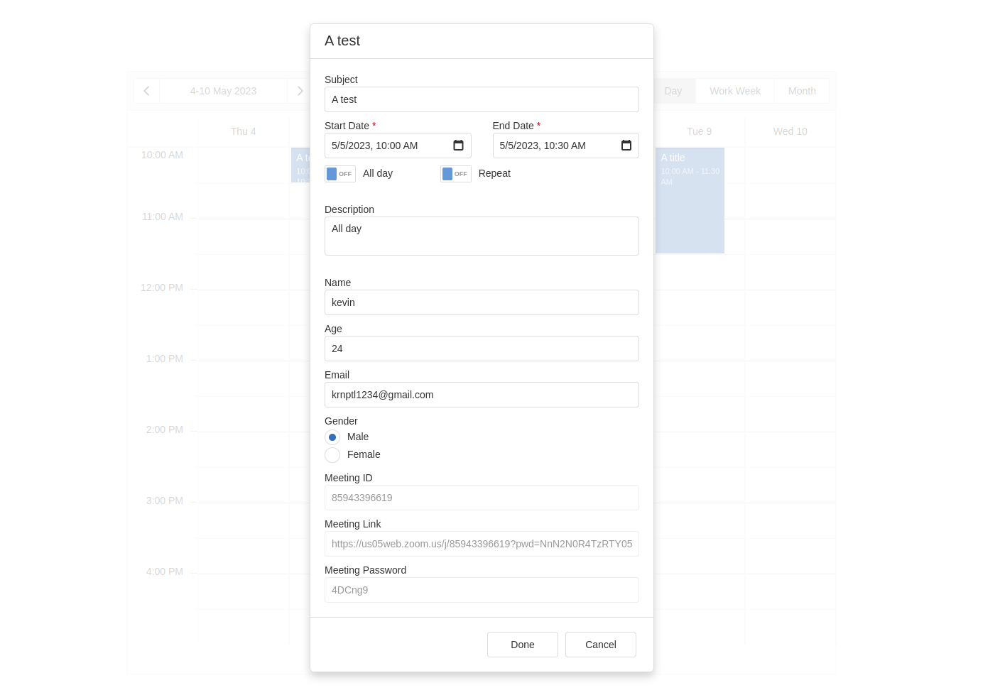 A test
Subject
A test
Start Date * End Date *
5/5/2023, 10:00 AM 5/5/2023, 10:30 AM
OFF All day OFF Repeat
Description
All day
Name
kevin
Age
24
Email
krnptl1234@gmail.com
Gender
Male
Female
Meeting ID
85943396619
Meeting Link
https://us05web.zoom.us/j/85943396619?pwd=NnN2N0R4TzRTY05
Meeting Password
4DCng9
Done Cancel
4-10 May 2023 Day Work Week Month
Thu 4 Tue 9 Wed 10
10:00 AM
A title
10:00 AM - 11:30
AM
11:00 AM
12:00 PM
1:00 PM
2:00 PM
3:00 PM
4:00 PM